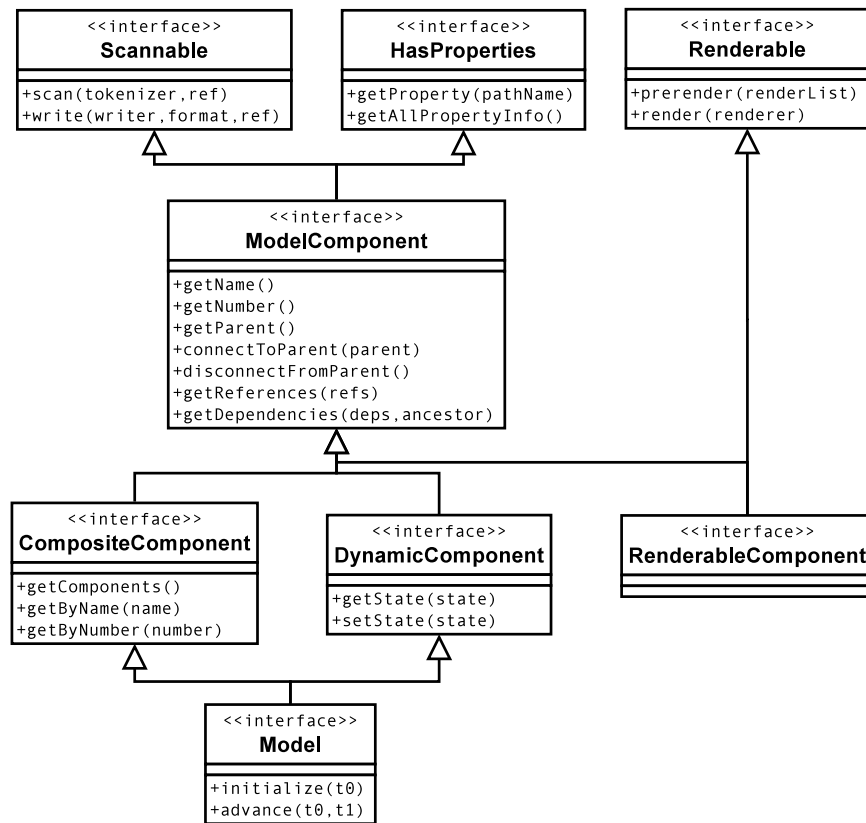 <<interface>>
Scannable
+scan(tokenizer,ref)
+write(writer,format,ref)
<<interface>>
HasProperties
+getProperty(pathName)
+getAllPropertyInfo()
<<interface>>
Renderable
+prerender(renderList)
+render(renderer)
<<interface>>
ModelComponent
+getName()
+getNumber()
+getParent()
+connectToParent(parent)
+disconnectFromParent()
+getReferences(refs)
+getDependencies(deps,ancestor)
<<interface>>
CompositeComponent
+getComponents()
+getByName(name)
+getByNumber(number)
<<interface>>
DynamicComponent
+getState(state)
+setState(state)
<<interface>>
RenderableComponent
<<interface>>
Model
+initialize(t0)
+advance(t0,t1)